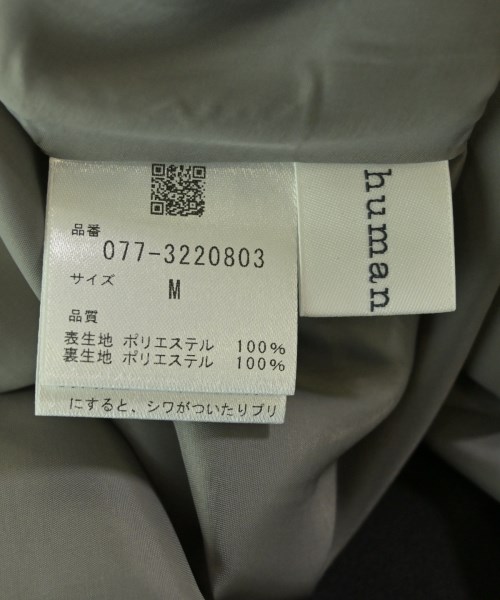 品番
077-3220803
サイズ
M
品質
表生地 ポリエステル 100%
裏生地 ポリエステル 100%
にすると、シワがついたりプリ
human